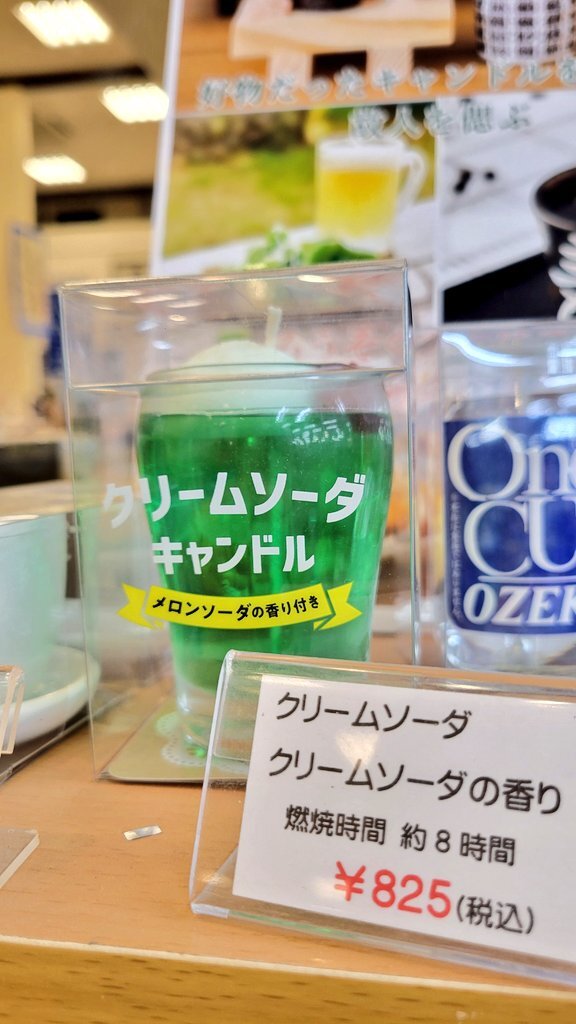 好物だったキャンドルで
故人を偲ぶ
クリームソーダ
キャンドル
メロンソーダの香り付き
One
CU
OZEK
クリームソーダ
クリームソーダの香り
燃焼時間 約8時間
¥825(税込)